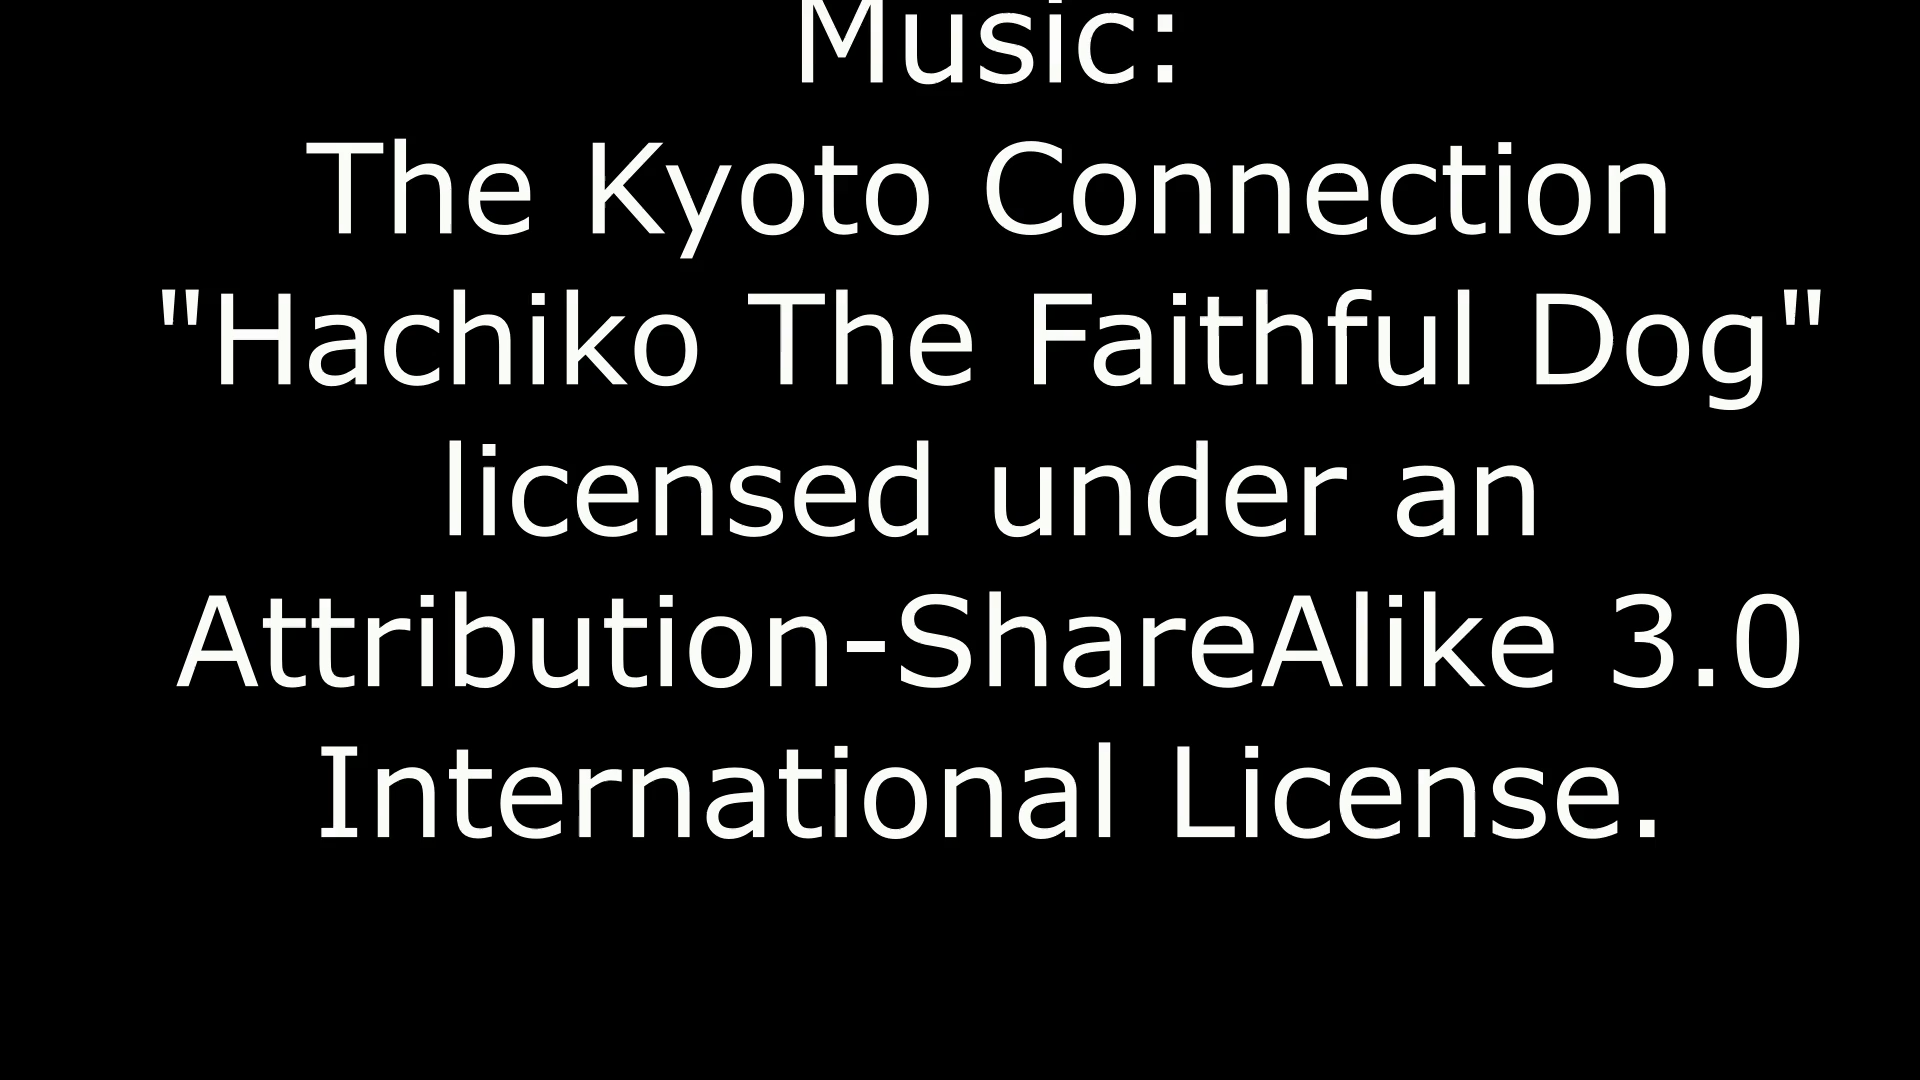 Music:
The Kyoto Connection
"Hachiko The Faithful Dog"
licensed under an
Attribution-ShareAlike 3.0
International License.